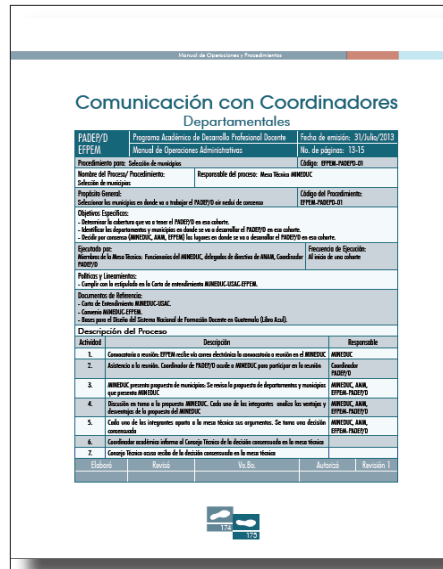 Manual de Operaciones y Procedimientos
Comunicación con Coordinadores
Departamentales
PADEP/D
EFPEM
Programa Académico de Desarrollo Profesional Docente
Manual de Operaciones Administrativas
Fecha de emisión: 31/Julio/2013
No. de páginas: 13-15
Procedimiento para: Selección de municipios
Código: EFPEM-PADEPD-01
Nombre del Proceso/ Procedimiento:
Selección de municipios
Responsable del proceso: Mesa Técnica MINEDUC
Propósito General:
Seleccionar los municipios en donde va a trabajar el PADEP/D
Código del Procedimiento:
EFPEM-PADEPD-01
Objetivos Específicos:
- Determinar la cobertura que va a tener el PADEP/D en esa cohorte.
- Identificar los departamentos y municipios en donde se va a desarrollar el PADEP/D en esa cohorte.
- Decidir por consenso (MINEDUC, ANM, EFPEM) los lugares en donde se va a desarrollar el PADEP/D en esa cohorte.
Ejecutado por:
Miembros de la Mesa Técnica: Funcionarios del MINEDUC, delegados de directiva de ANAM, Coordinador
PADEP/D
Frecuencia de Ejecución:
Al inicio de una cohorte
Políticas y Lineamientos:
- Cumplir con lo estipulado en la Carta de entendimiento MINEDUC-USAC-EFPEM.
Documentos de Referencia:
- Carta de Entendimiento MINEDUC-USAC.
- Convenio MINEDUC-EFPEM.
- Bases para el Diseño del Sistema Nacional de Formación Docente en Guatemala (Libro Azul).
Descripción del Proceso
Actividad Descripción Responsable
1. Convocatoria a reunión: EFPEM recibe vía correo electrónico la convocatoria a reunión en el MINEDUC MINEDUC
2. Asistencia a la reunión. Coordinador de PADEP/D acude a MINEDUC para participar en la reunión Coordinador
PADEP/D
3. MINEDUC presenta propuesta de municipios: Se revisa la propuesta de departamentos y municipios
que presenta MINEDUC
MINEDUC, ANM,
EFPEM-PADEP/D
4. Discusión en torno a la propuesta MINEDUC. Cada uno de los integrantes analiza las ventajas y
desventajas de la propuesta del MINEDUC
MINEDUC, ANM,
EFPEM-PADEP/D
5. Cada uno de los integrantes aporta a la mesa técnica sus argumentos. Se toma una decisión
consensuada
MINEDUC, ANM,
EFPEM-PADEP/D
6. Coordinador académico informa al Consejo Técnico de la decisión consensuada en la mesa técnica
7. Consejo Técnico acusa recibo de la decisión consensuada en la mesa técnica
Elaboró Revisó Vo.Bo. Autorizó Revisión 1
174
175